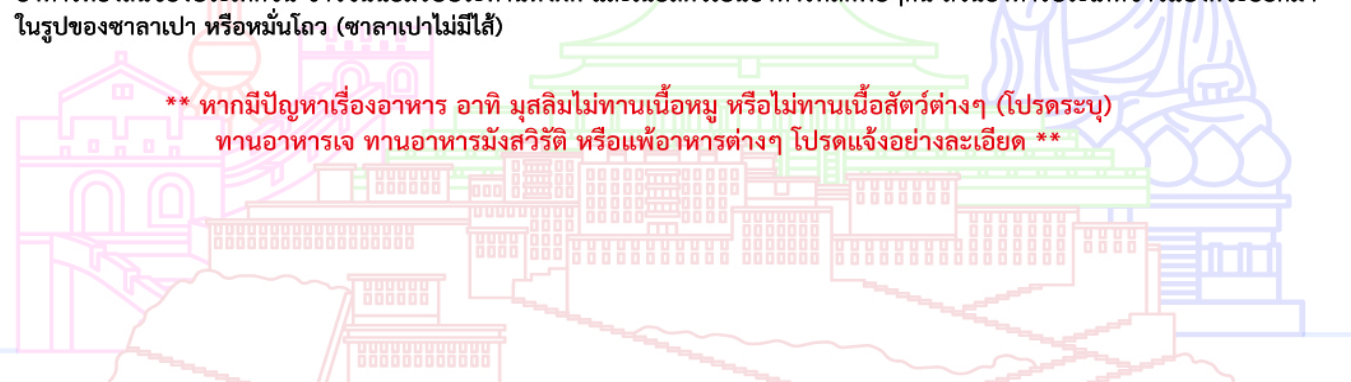 ในรูปของซาลาเปา หรือหมั่นโถว (ซาลาเปาไม่มีไส้)
** หากมีปัญหาเรื่องอาหาร อาทิ มุสลิมไม่ทานเนื้อหมู หรือไม่ทานเนื้อสัตว์ต่างๆ (โปรดระบุ)
ทานอาหารเจ ทานอาหารมังสวิรัติ หรือแพ้อาหารต่างๆ โปรดแจ้งอย่างละเอียด **